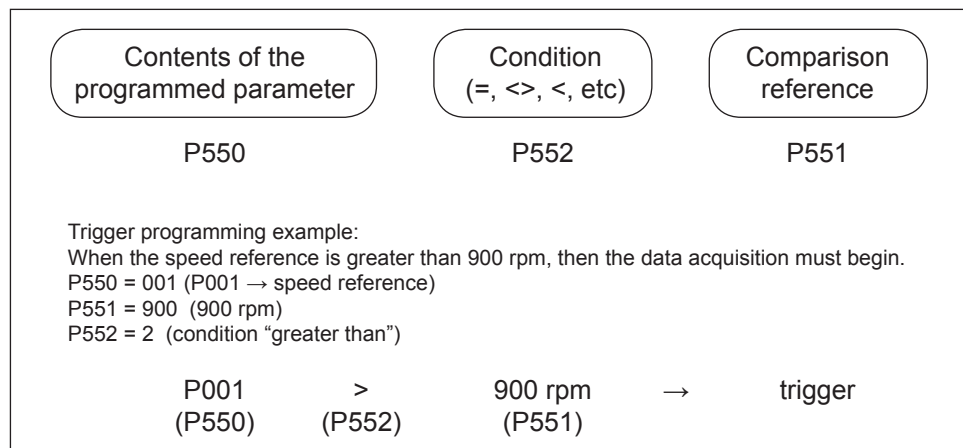 Contents of the programmed parameter
Condition (=, <>, <, etc)
Comparison reference
P550 P552 P551
Trigger programming example:
When the speed reference is greater than 900 rpm, then the data acquisition must begin.
P550 = 001 (P001 → speed reference)
P551 = 900 (900 rpm)
P552 = 2 (condition “greater than”)
P001 > 900 rpm → trigger
(P550) (P552) (P551)